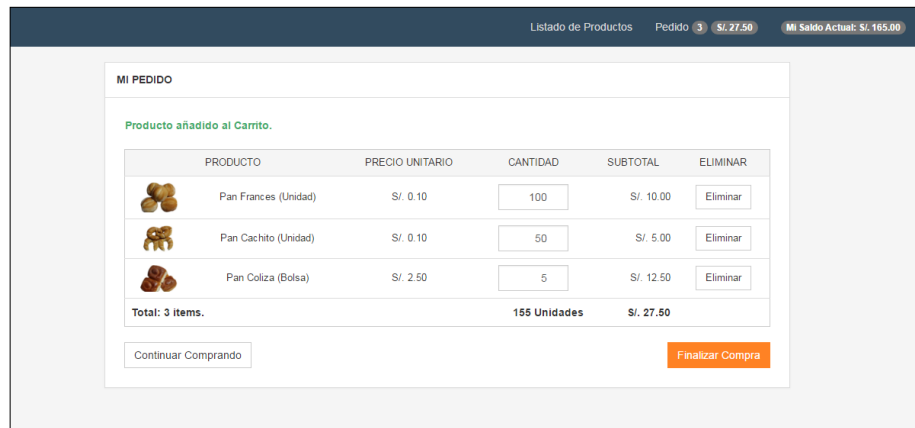 Listado de Productos Pedido 3 S/. 27.50 Mi Saldo Actual: S/. 165.00
MI PEDIDO
Producto añadido al Carrito.
PRODUCTO PRECIO UNITARIO CANTIDAD SUBTOTAL ELIMINAR
Pan Frances (Unidad) S/. 0.10 100 S/. 10.00 Eliminar
Pan Cachito (Unidad) S/. 0.10 50 S/. 5.00 Eliminar
Pan Coliza (Bolsa) S/. 2.50 5 S/. 12.50 Eliminar
Total: 3 items. 155 Unidades S/. 27.50
Continuar Comprando Finalizar Compra